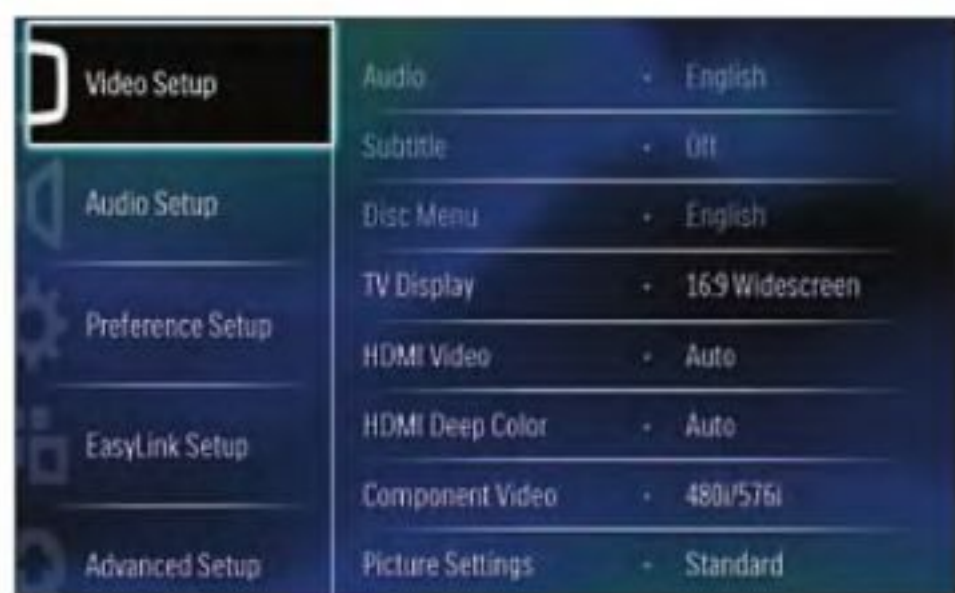 Video Setup
Audio Setup
Preference Setup
EasyLink Setup
Advanced Setup
Audio • English
Subtitle • Off
Disc Menu • English
TV Display • 16:9 Widescreen
HDMI Video • Auto
HDMI Deep Color • Auto
Component Video • 480i/576i
Picture Settings • Standard